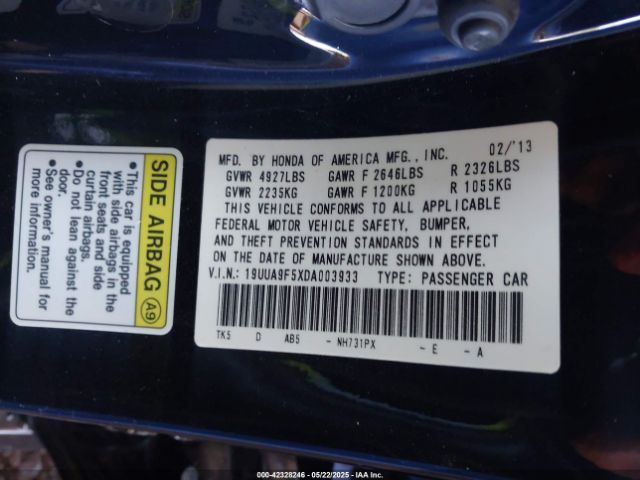 SIDE AIRBAG A9
• This car is equipped
with side airbags in the
front seats and side
curtain airbags.
• Do not lean against the
door.
• See owner's manual for
more information.
MFD. BY HONDA OF AMERICA MFG., INC. 02/'13
GVWR 4927LBS GAWR F 2646LBS R 2326LBS
GVWR 2235KG GAWR F 1200KG R 1055KG
THIS VEHICLE CONFORMS TO ALL APPLICABLE
FEDERAL MOTOR VEHICLE SAFETY, BUMPER,
AND THEFT PREVENTION STANDARDS IN EFFECT
ON THE DATE OF MANUFACTURE SHOWN ABOVE.
V.I.N.: 19UUA9F5XDA003933 TYPE: PASSENGER CAR
TK5 D AB5 - NH731PX - E - A
000-42328246 - 05/22/2025 - IAA Inc.